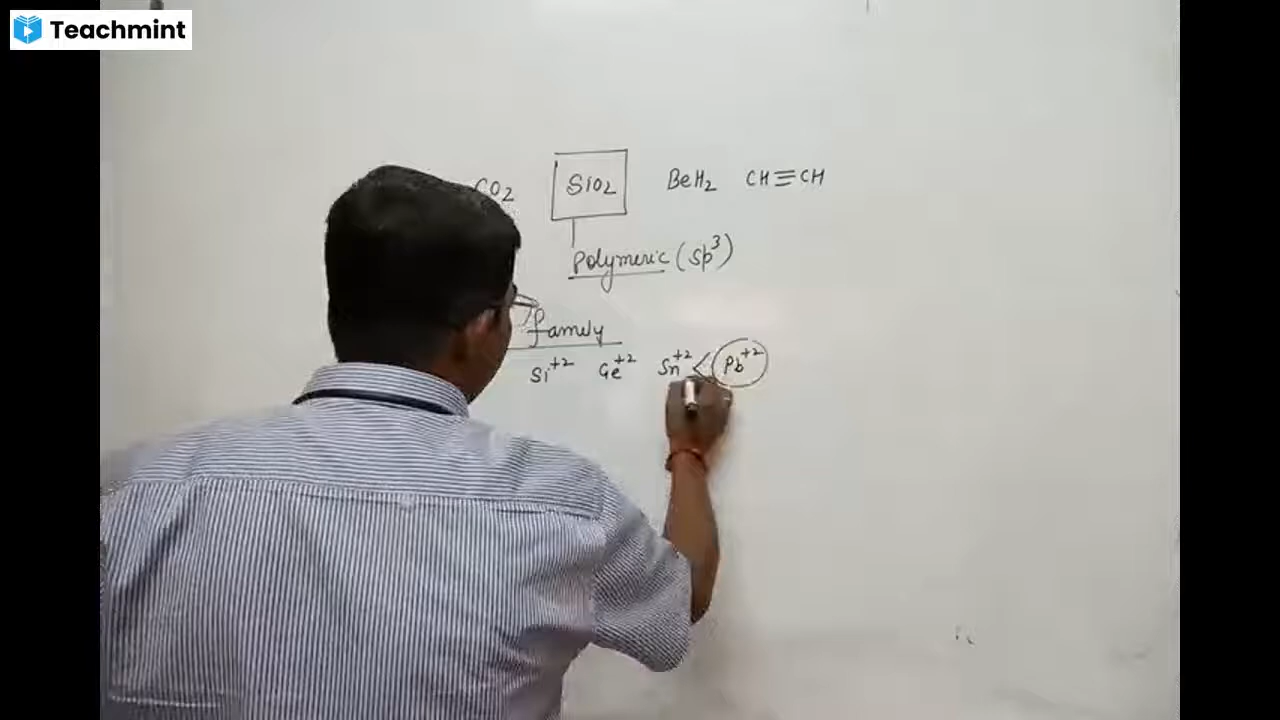 Teachmint
CO2 SiO2 BeH2 CH≡CH
Polymeric (sp³)
family
Si⁺² Ge⁺² Sn⁺² < Pb⁺²